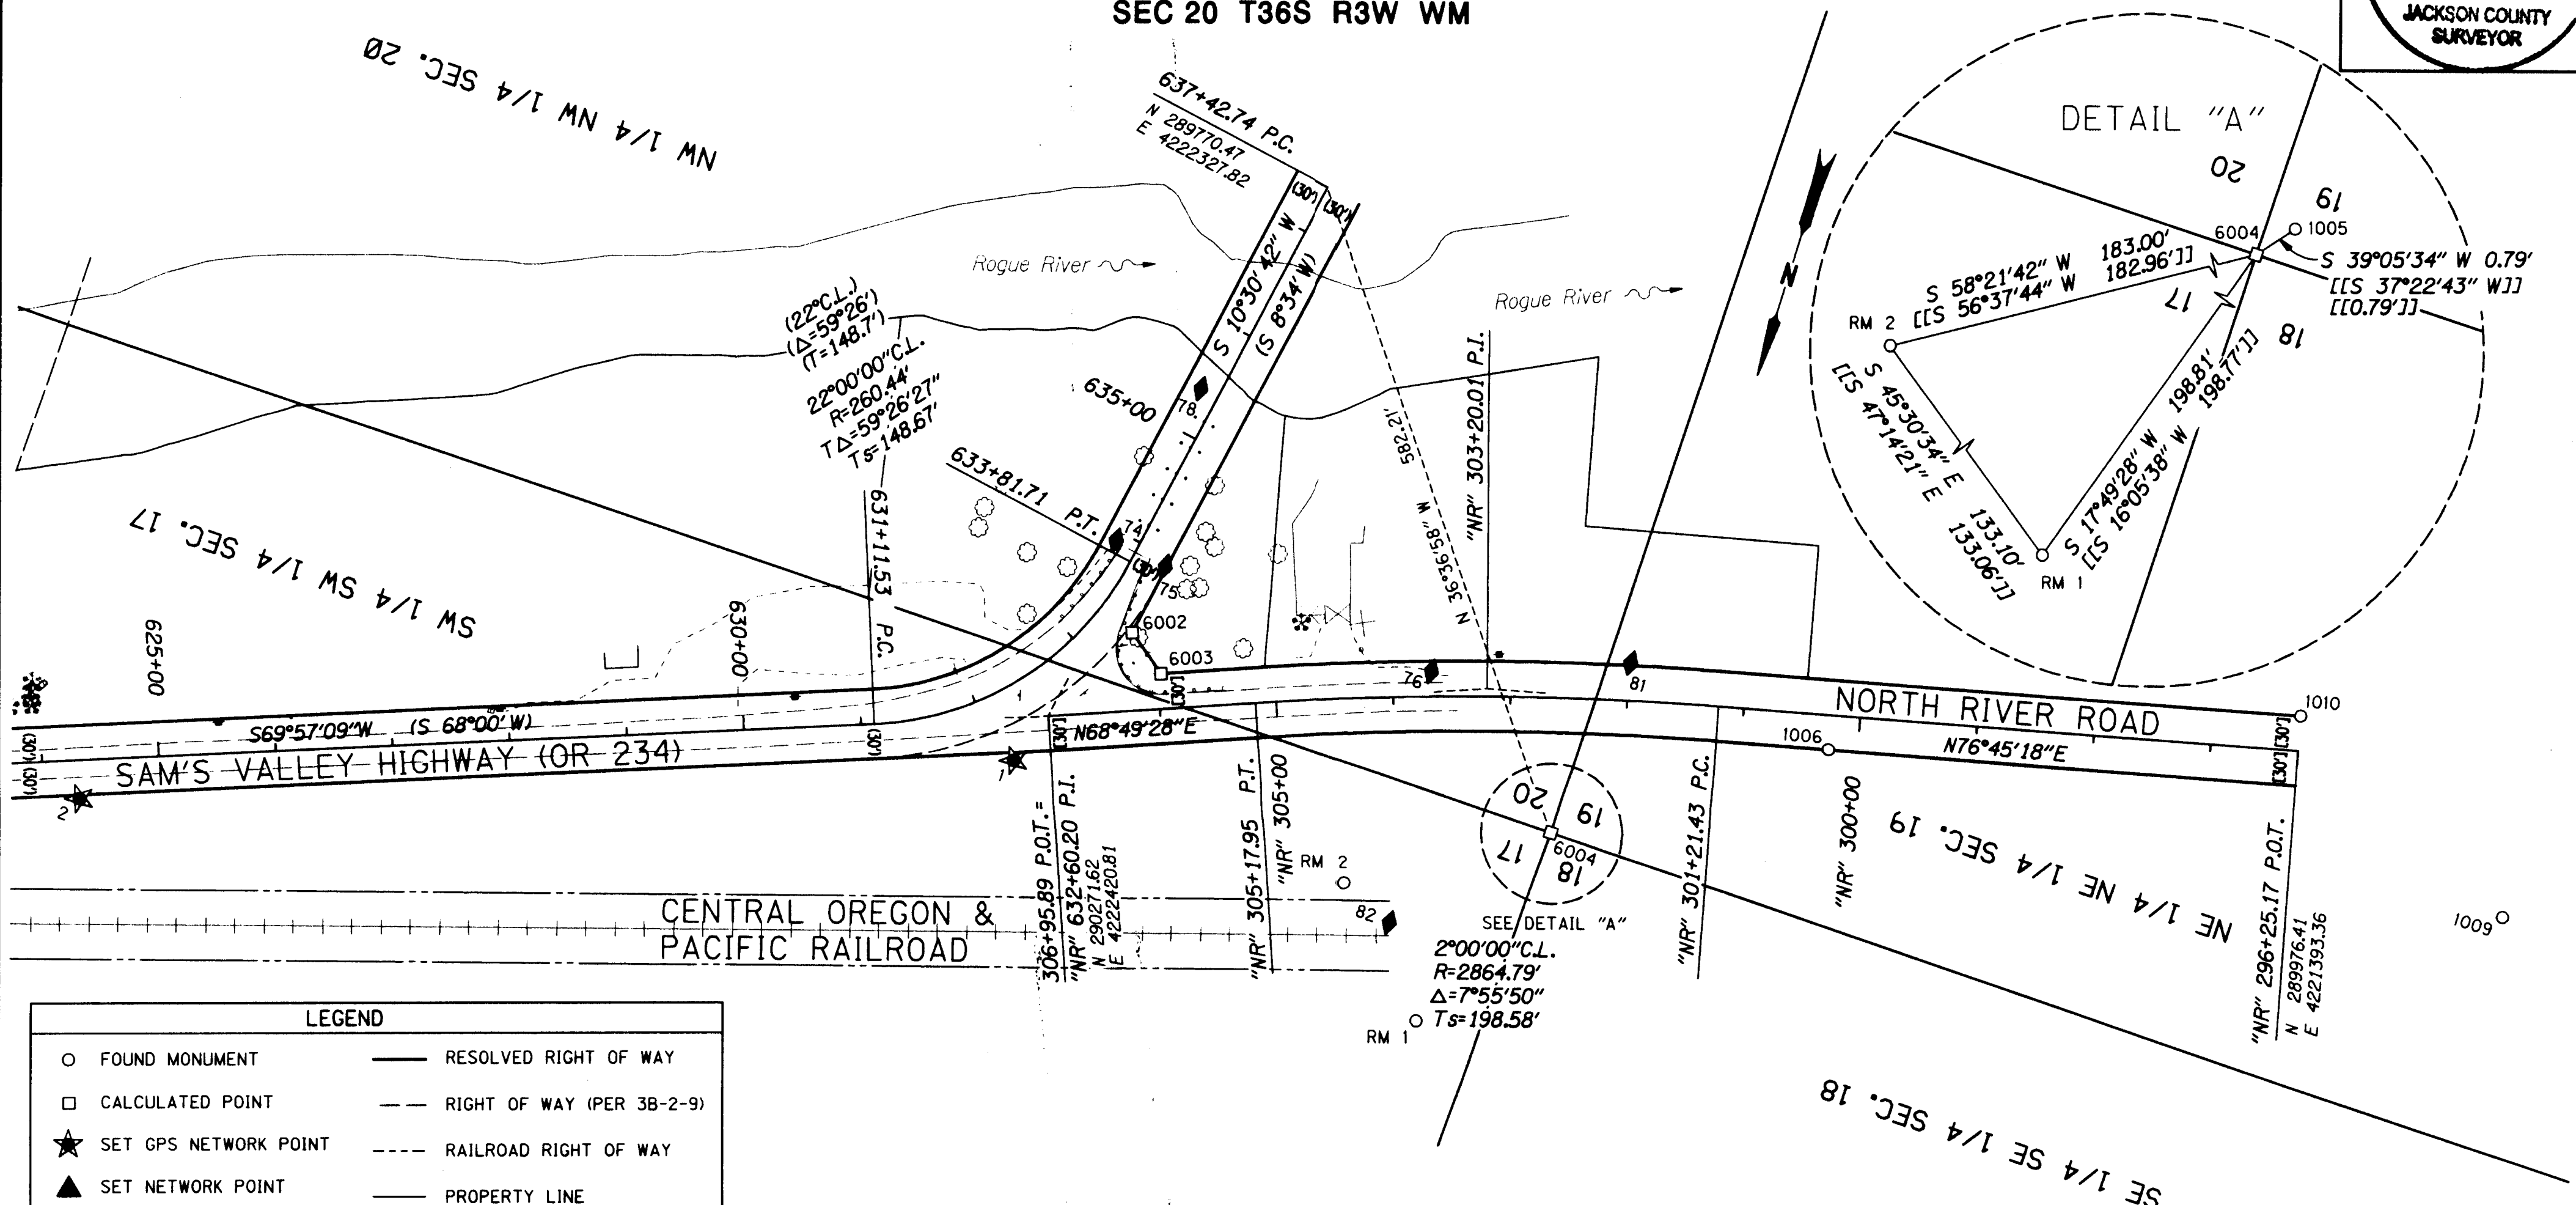 SEC 20 T36S R3W WM
JACKSON COUNTY
SURVEYOR
NW 1/4 NW 1/4 SEC. 20
637+42.74 P.C.
N 289770.47
E 4222327.82
(30')
(30')
S 10°30'42" W
(S 8°34'W)
Rogue River
Rogue River
(22°C.L.)
(Δ=59°26')
(T=148.7')
22°00'00"C.L.
R=260.44'
TΔ=59°26'27"
Ts=148.67'
635+00
78
633+81.71 P.T.
74
(30')
75
631+11.53 P.C.
582.21'
N 36°36'58" W
"NR" 303+20.01 P.I.
N
DETAIL "A"
20
19
6004
1005
S 39°05'34" W 0.79'
[[S 37°22'43" W]]
[[0.79']]
S 58°21'42" W 183.00'
[[S 56°37'44" W 182.96']]
17
18
RM 2
S 45°30'34" E 133.10'
[[S 47°14'21" E 133.06']]
S 17°49'28" W 198.81'
[[S 16°05'38" W 198.77']]
RM 1
SW 1/4 SW 1/4 SEC. 17
625+00
630+00
6002
6003
[30']
76
81
NORTH RIVER ROAD
1010
[30']
[30']
1006
N76°45'18"E
S69°57'09"W (S 68°00'W)
(30')
(30')
(30')
SAM'S VALLEY HIGHWAY (OR 234)
[30']
N68°49'28"E
2
1
306+95.89 P.O.T. =
"NR" 632+60.20 P.I.
N 290271.62
E 4222420.81
"NR" 305+17.95 P.T.
"NR" 305+00
RM 2
82
20
19
17
18
6004
SEE DETAIL "A"
2°00'00"C.L.
R=2864.79'
Δ=7°55'50"
Ts=198.58'
RM 1
"NR" 301+21.43 P.C.
"NR" 300+00
NE 1/4 NE 1/4 SEC. 19
"NR" 296+25.17 P.O.T.
N 289976.41
E 4221393.36
1009
SE 1/4 SE 1/4 SEC. 18
CENTRAL OREGON &
PACIFIC RAILROAD
LEGEND
FOUND MONUMENT
RESOLVED RIGHT OF WAY
CALCULATED POINT
RIGHT OF WAY (PER 3B-2-9)
SET GPS NETWORK POINT
RAILROAD RIGHT OF WAY
SET NETWORK POINT
PROPERTY LINE